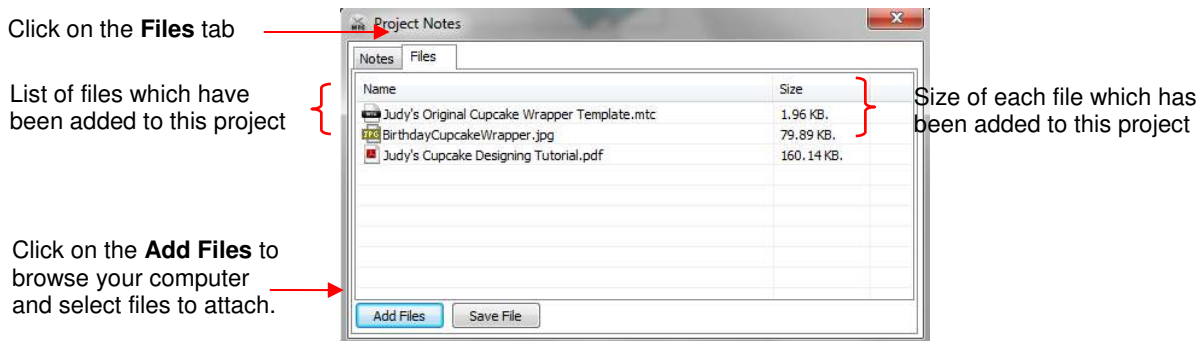 Click on the Files tab
Project Notes
Notes Files
List of files which have
been added to this project
Name Size
Judy's Original Cupcake Wrapper Template.mtc 1.96 KB.
BirthdayCupcakeWrapper.jpg 79.89 KB.
Judy's Cupcake Designing Tutorial.pdf 160.14 KB.
Size of each file which has
been added to this project
Click on the Add Files to
browse your computer
and select files to attach.
Add Files Save File